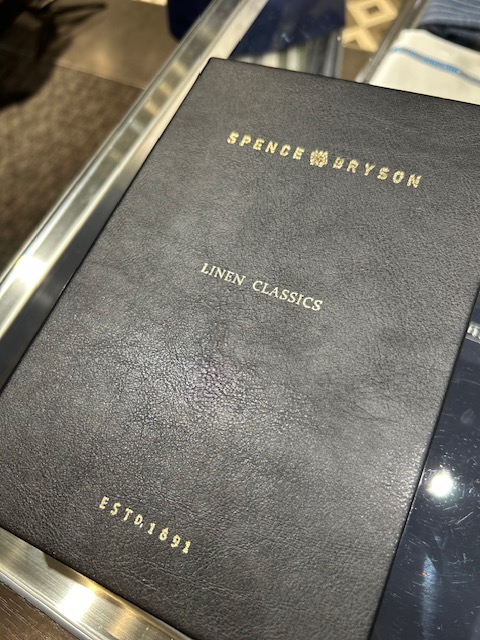 SPENCE BRYSON
LINEN CLASSICS
ESTD.1891